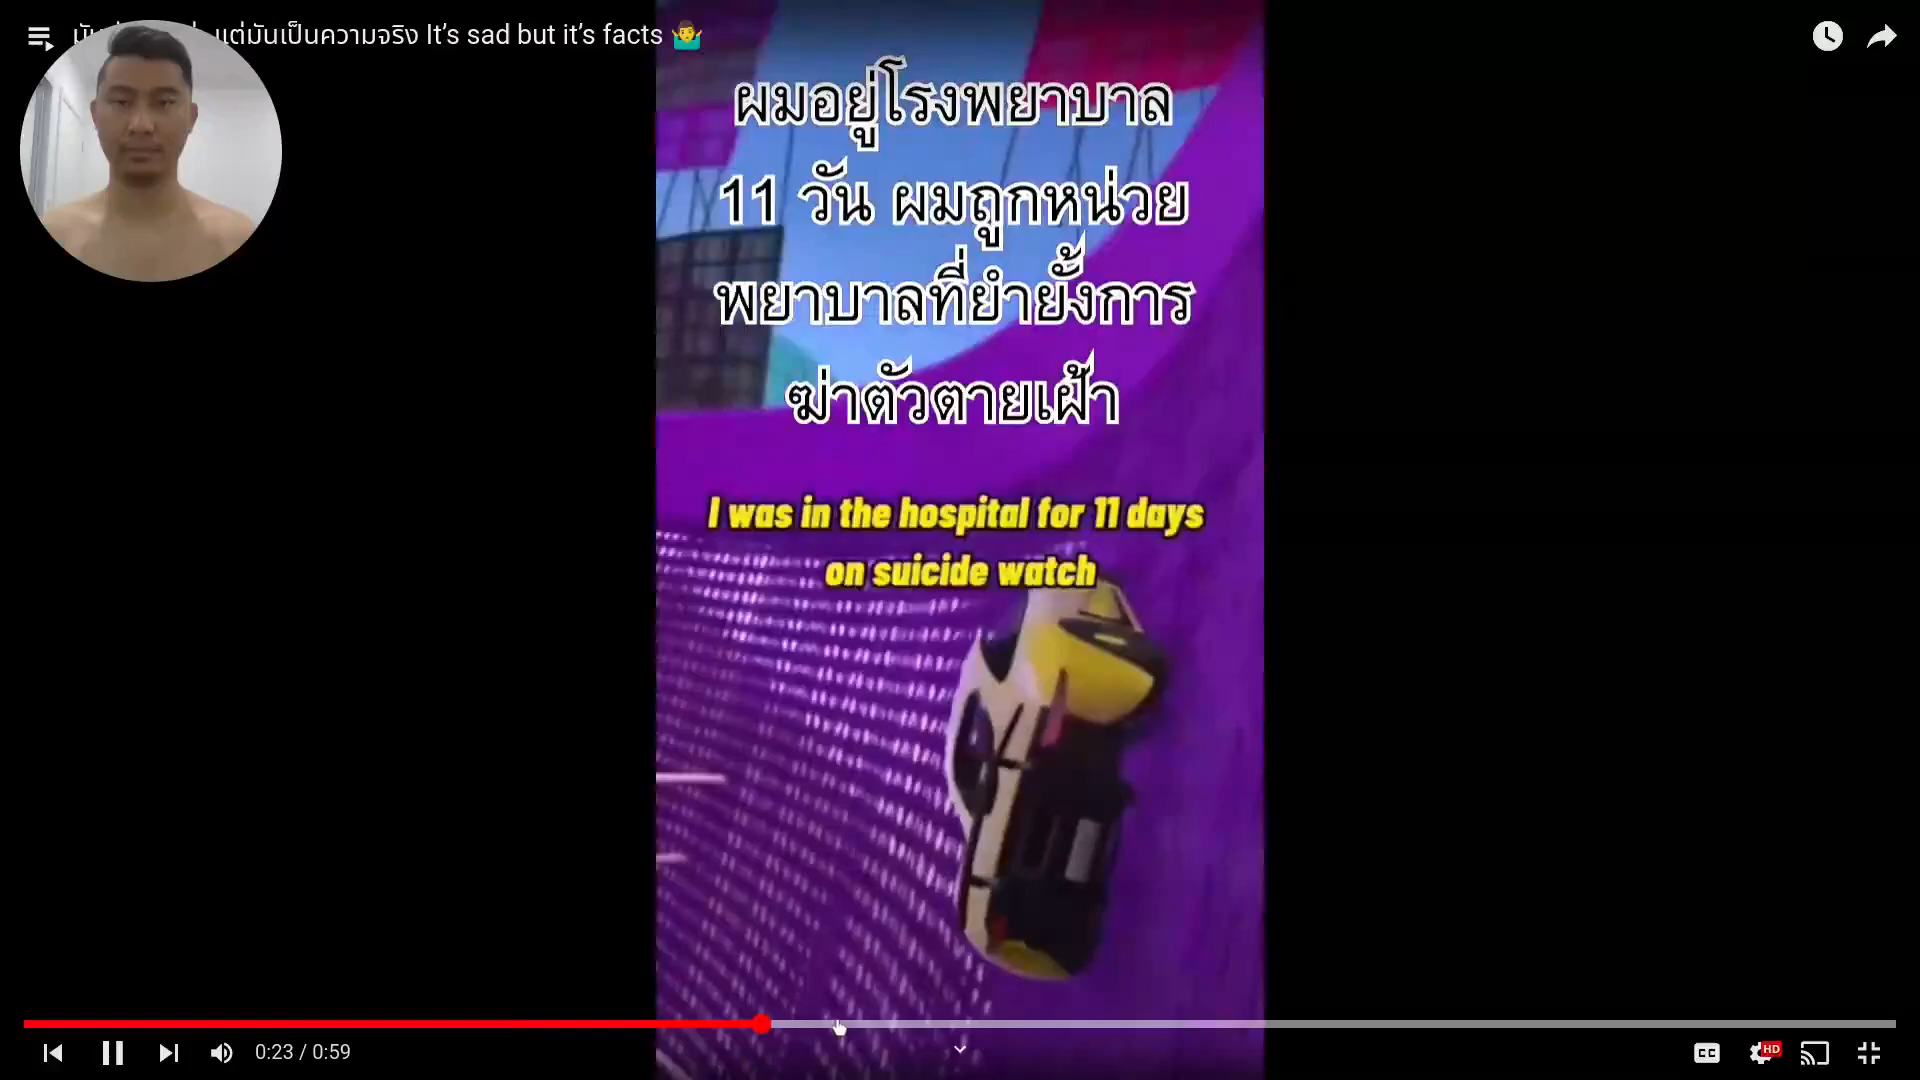 แต่มันเป็นความจริง It’s sad but it’s facts 🤷‍♂️
ผมอยู่โรงพยาบาล
11 วัน ผมถูกหน่วย
พยาบาลที่ยำยั้งการ
ฆ่าตัวตายเฝ้า
I was in the hospital for 11 days
on suicide watch
0:23 / 0:59
CC
HD